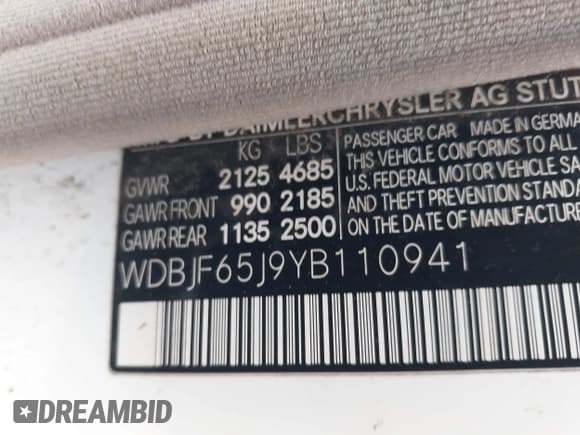 DAIMLERCHRYSLER AG STUT
KG LBS
GVWR 2125 4685
GAWR FRONT 990 2185
GAWR REAR 1135 2500
PASSENGER CAR MADE IN GERMA
THIS VEHICLE CONFORMS TO ALL
U.S. FEDERAL MOTOR VEHICLE SA
AND THEFT PREVENTION STANDA
ON THE DATE OF MANUFACTUR
WDBJF65J9YB110941
DREAMBID